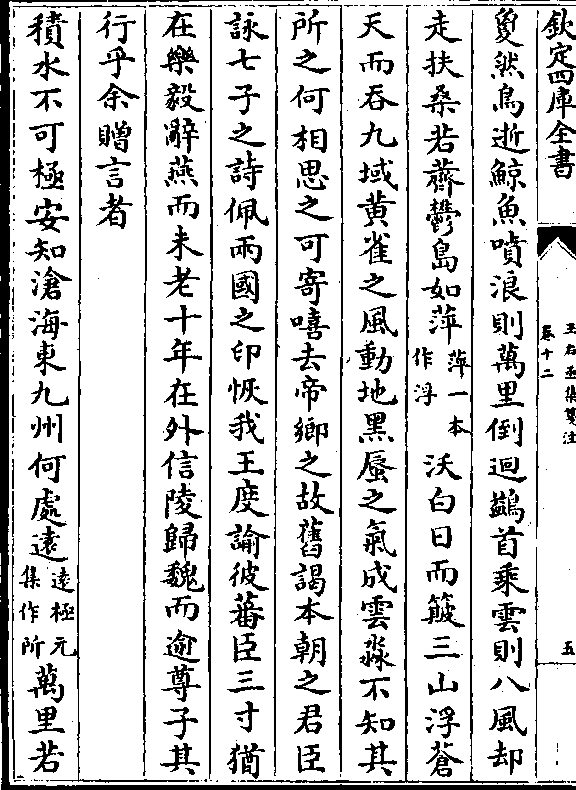 欽定四庫全書
王右丞集箋注
卷十二
五
敻然鳥逝鯨魚噴浪則萬里倒迴鷁首乘雲則八風却
走扶桑若薺鬱島如萍萍一本作浮沃白日而簸三山浮蒼
天而吞九域黄雀之風動地黑蜃之氣成雲淼不知其
所之何相思之可寄嘻去帝鄉之故舊謁本朝之君臣
詠七子之詩佩兩國之印恢我王度諭彼蕃臣三寸猶
在樂毅辭燕而未老十年在外信陵歸魏而逾尊子其
行乎余贈言者
積水不可極安知滄海東九州何處遠遠極元集作所萬里若